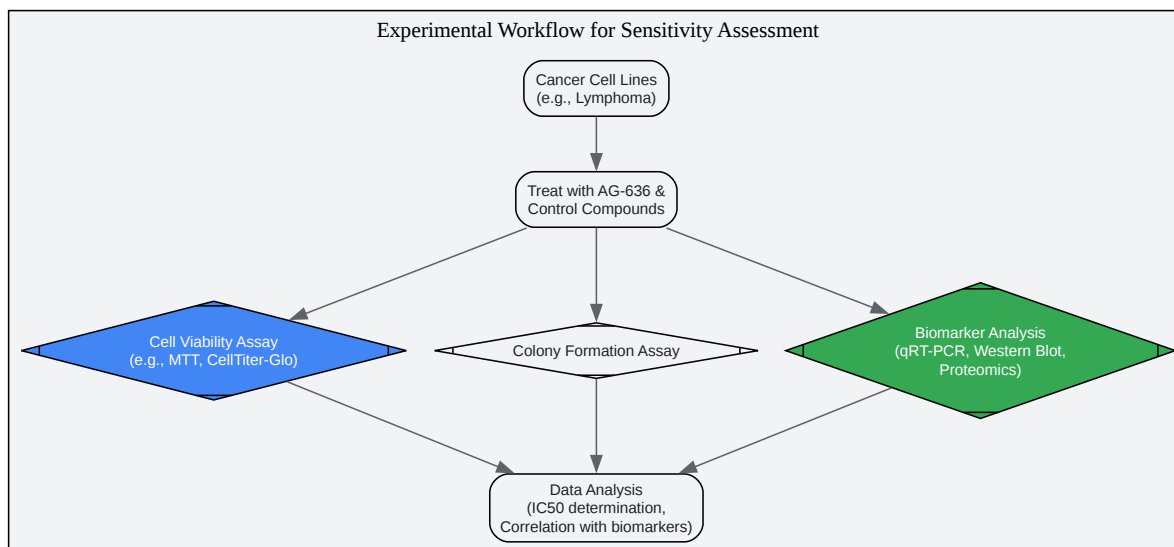 Experimental Workflow for Sensitivity Assessment
Cancer Cell Lines
(e.g., Lymphoma)
Treat with AG-636 &
Control Compounds
Cell Viability Assay
(e.g., MTT, CellTiter-Glo)
Colony Formation Assay
Biomarker Analysis
(qRT-PCR, Western Blot,
Proteomics)
Data Analysis
(IC50 determination,
Correlation with biomarkers)